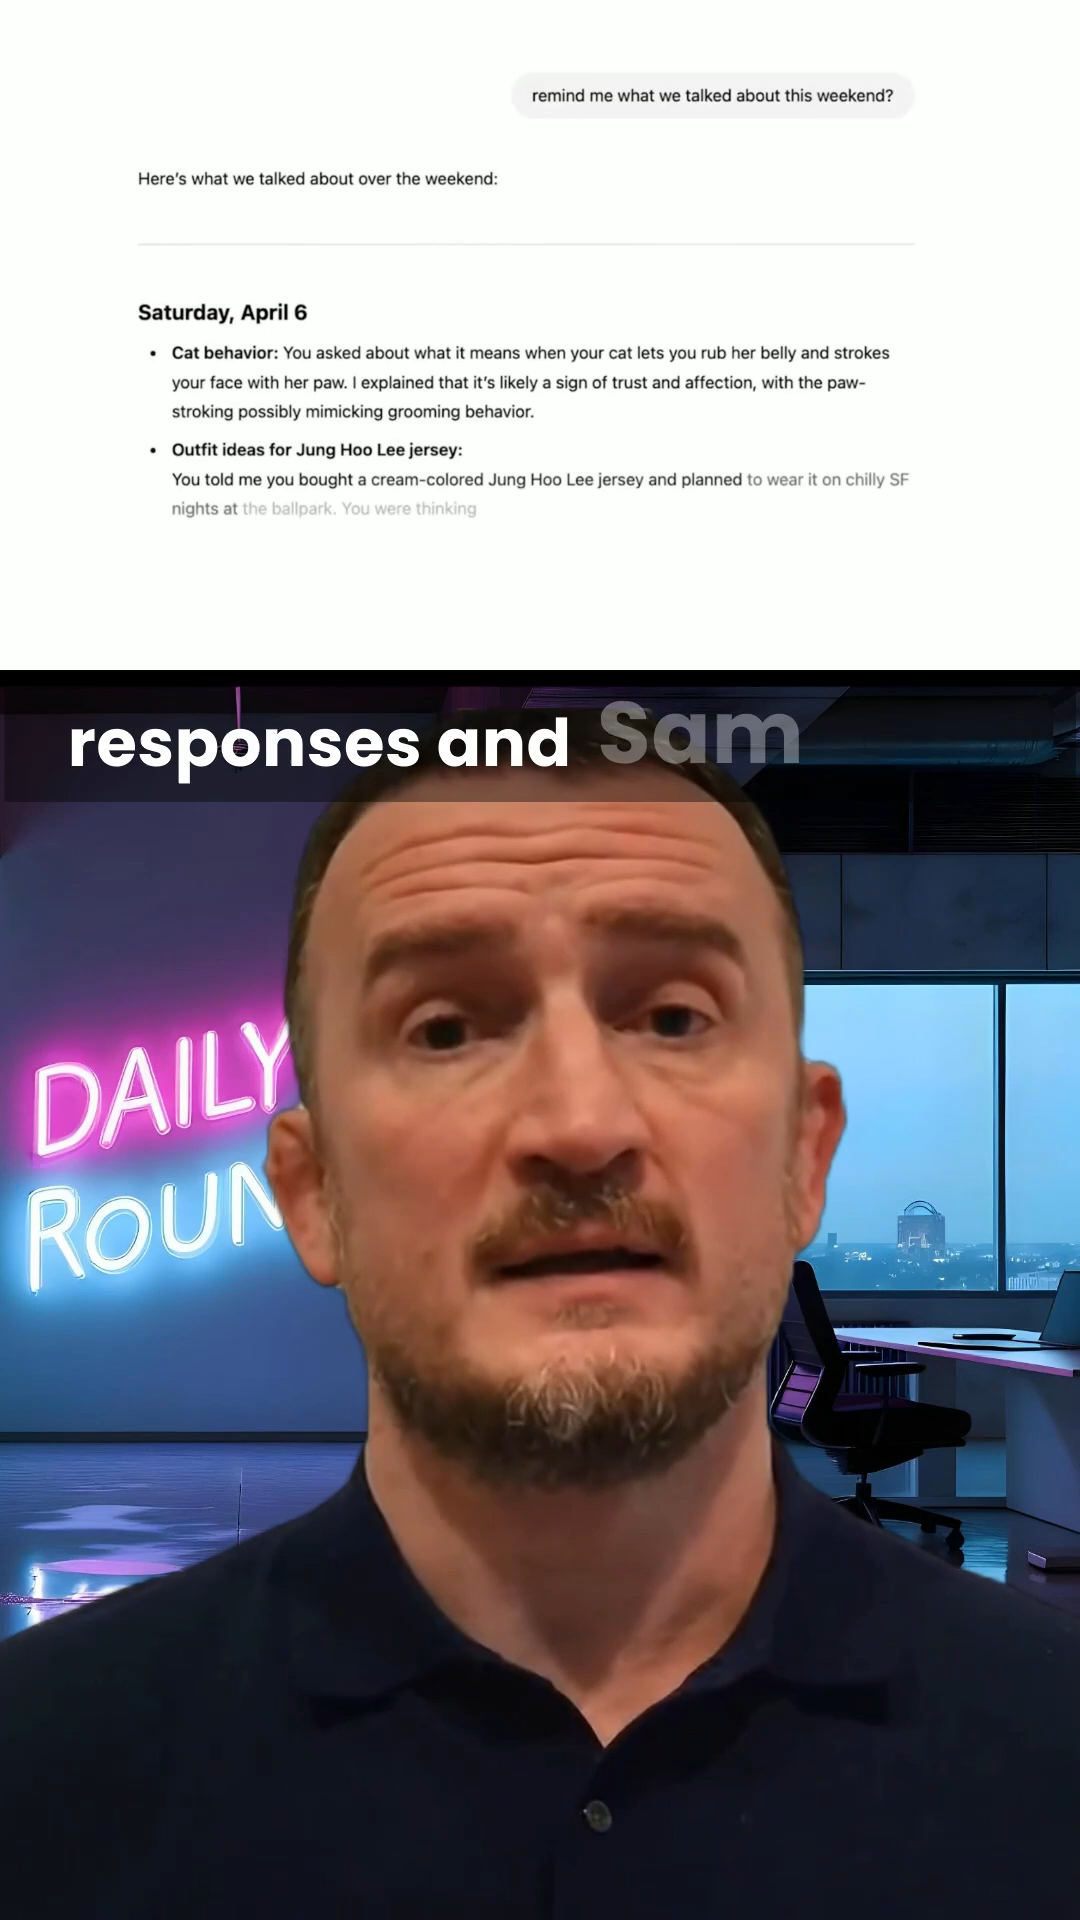 remind me what we talked about this weekend?
Here’s what we talked about over the weekend:
Saturday, April 6
• Cat behavior: You asked about what it means when your cat lets you rub her belly and strokes
your face with her paw. I explained that it’s likely a sign of trust and affection, with the paw-
stroking possibly mimicking grooming behavior.
• Outfit ideas for Jung Hoo Lee jersey:
You told me you bought a cream-colored Jung Hoo Lee jersey and planned to wear it on chilly SF
nights at the ballpark. You were thinking
responses and Sam
DAILY
ROUN